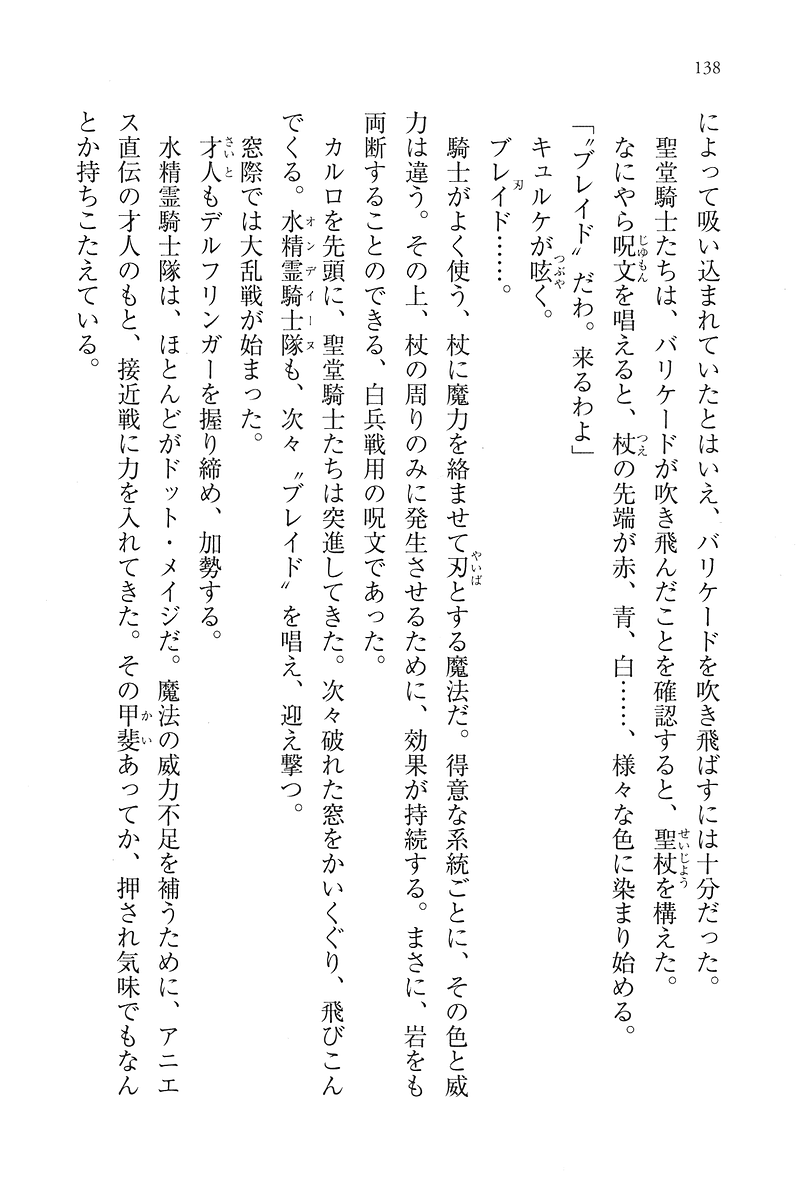 138
によって吸い込まれていたとはいえ、バリケードを吹き飛ばすには十分だった。
聖堂騎士たちは、バリケードが吹き飛んだことを確認すると、聖杖を構えた。
なにやら呪文を唱えると、杖の先端が赤、青、白……、様々な色に染まり始める。
「〝ブレイド〟だわ。来るわよ」
キュルケが呟く。
ブレイド……。
騎士がよく使う、杖に魔力を絡ませて刃とする魔法だ。得意な系統ごとに、その色と威
力は違う。その上、杖の周りのみに発生させるために、効果が持続する。まさに、岩をも
両断することのできる、白兵戦用の呪文であった。
カルロを先頭に、聖堂騎士たちは突進してきた。次々破れた窓をかいくぐり、飛びこん
でくる。水精霊騎士隊も、次々〝ブレイド〟を唱え、迎え撃つ。
窓際では大乱戦が始まった。
才人もデルフリンガーを握り締め、加勢する。
水精霊騎士隊は、ほとんどがドット・メイジだ。魔法の威力不足を補うために、アニエ
ス直伝の才人のもと、接近戦に力を入れてきた。その甲斐あってか、押され気味でもなん
とか持ちこたえている。